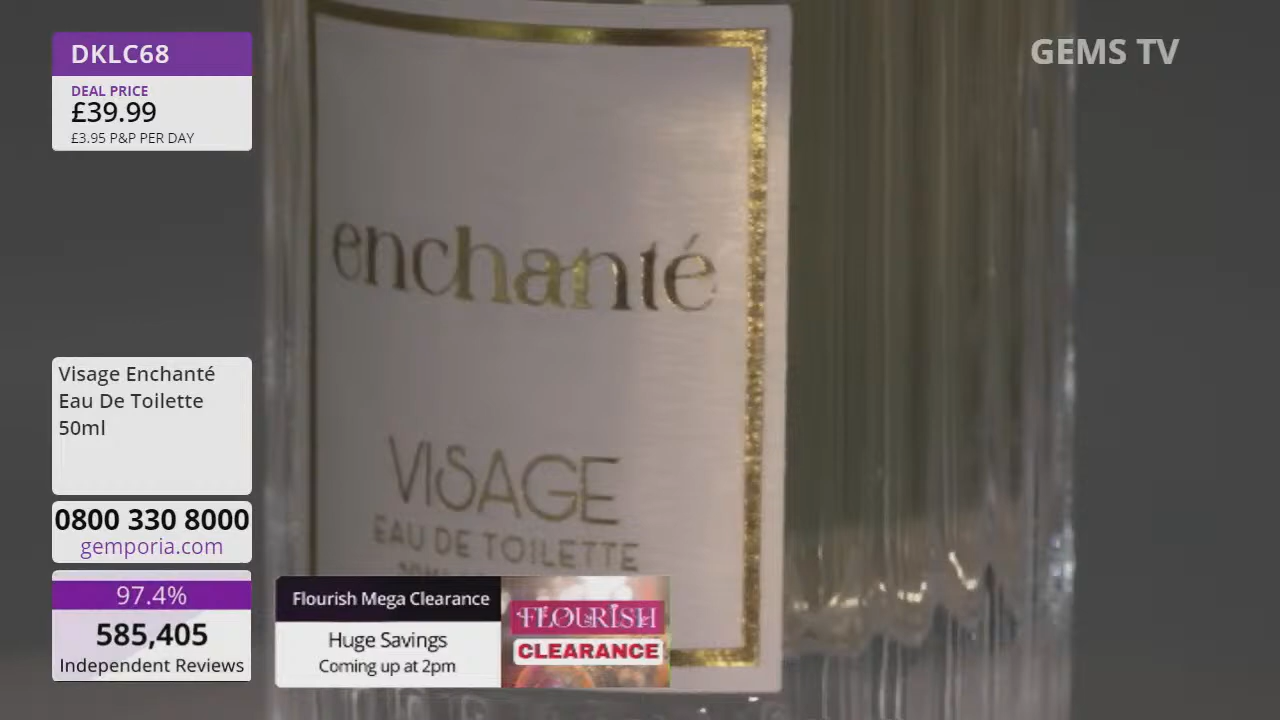 DKLC68
DEAL PRICE
£39.99
£3.95 P&P PER DAY
GEMS TV
enchanté
VISAGE
EAU DE TOILETTE
Visage Enchanté
Eau De Toilette
50ml
0800 330 8000
gemporia.com
97.4%
585,405
Independent Reviews
Flourish Mega Clearance
Huge Savings
Coming up at 2pm
FLOURISH
CLEARANCE